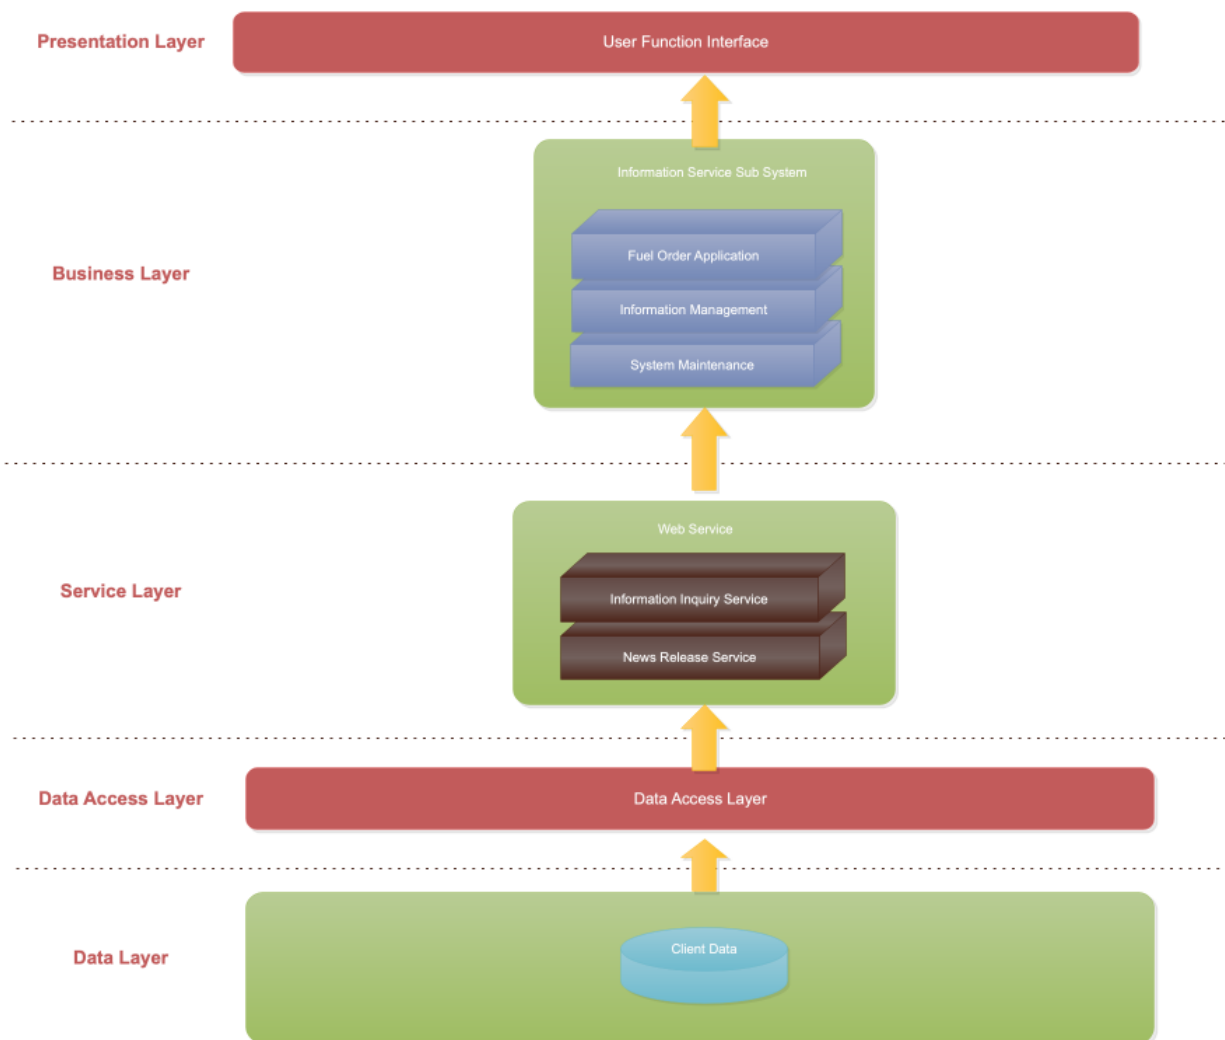 Presentation Layer
User Function Interface
Information Service Sub System
Fuel Order Application
Business Layer
Information Management
System Maintenance
Web Service
Service Layer
Information Inquiry Service
News Release Service
Data Access Layer
Data Access Layer
Client Data
Data Layer